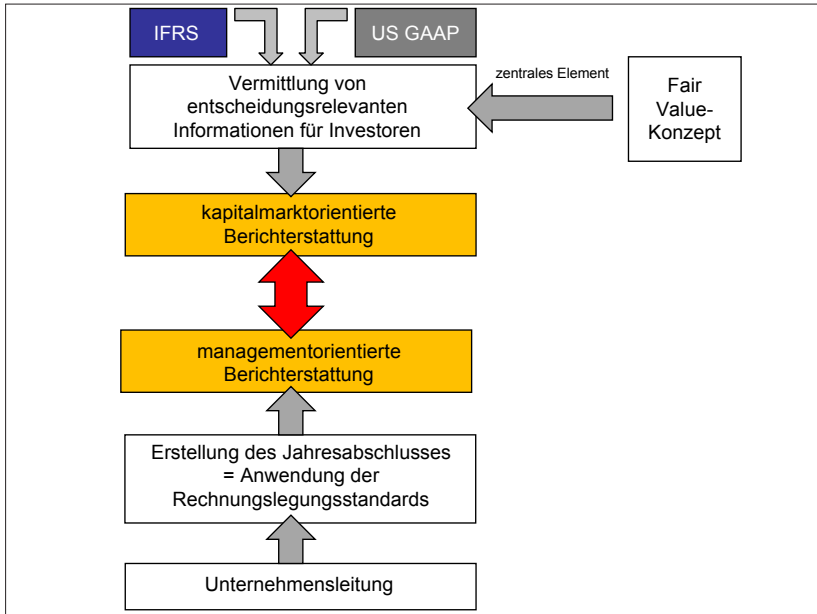 IFRS
US GAAP
Vermittlung von
entscheidungsrelevanten
Informationen für Investoren
zentrales Element
Fair
Value-
Konzept
kapitalmarktorientierte
Berichterstattung
managementorientierte
Berichterstattung
Erstellung des Jahresabschlusses
= Anwendung der
Rechnungslegungsstandards
Unternehmensleitung